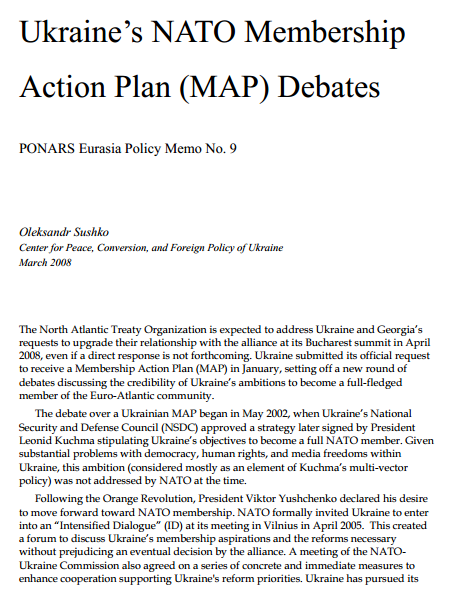 Ukraine's NATO Membership
Action Plan (MAP) Debates
PONARS Eurasia Policy Memo No. 9
Oleksandr Sushko
Center for Peace, Conversion, and Foreign Policy of Ukraine
March 2008
The North Atlantic Treaty Organization is expected to address Ukraine and Georgia's
requests to upgrade their relationship with the alliance at its Bucharest summit in April
2008, even if a direct response is not forthcoming. Ukraine submitted its official request
to receive a Membership Action Plan (MAP) in January, setting off a new round of
debates discussing the credibility of Ukraine's ambitions to become a full-fledged
member of the Euro-Atlantic community.
The debate over a Ukrainian MAP began in May 2002, when Ukraine's National
Security and Defense Council (NSDC) approved a strategy later signed by President
Leonid Kuchma stipulating Ukraine's objectives to become a full NATO member. Given
substantial problems with democracy, human rights, and media freedoms within
Ukraine, this ambition (considered mostly as an element of Kuchma's multi-vector
policy) was not addressed by NATO at the time.
Following the Orange Revolution, President Viktor Yushchenko declared his desire
to move forward toward NATO membership. NATO formally invited Ukraine to enter
into an "Intensified Dialogue" (ID) at its meeting in Vilnius in April 2005. This created
a forum to discuss Ukraine's membership aspirations and the reforms necessary
without prejudicing an eventual decision by the alliance. A meeting of the NATO-
Ukraine Commission also agreed on a series of concrete and immediate measures to
enhance cooperation supporting Ukraine's reform priorities. Ukraine has pursued its